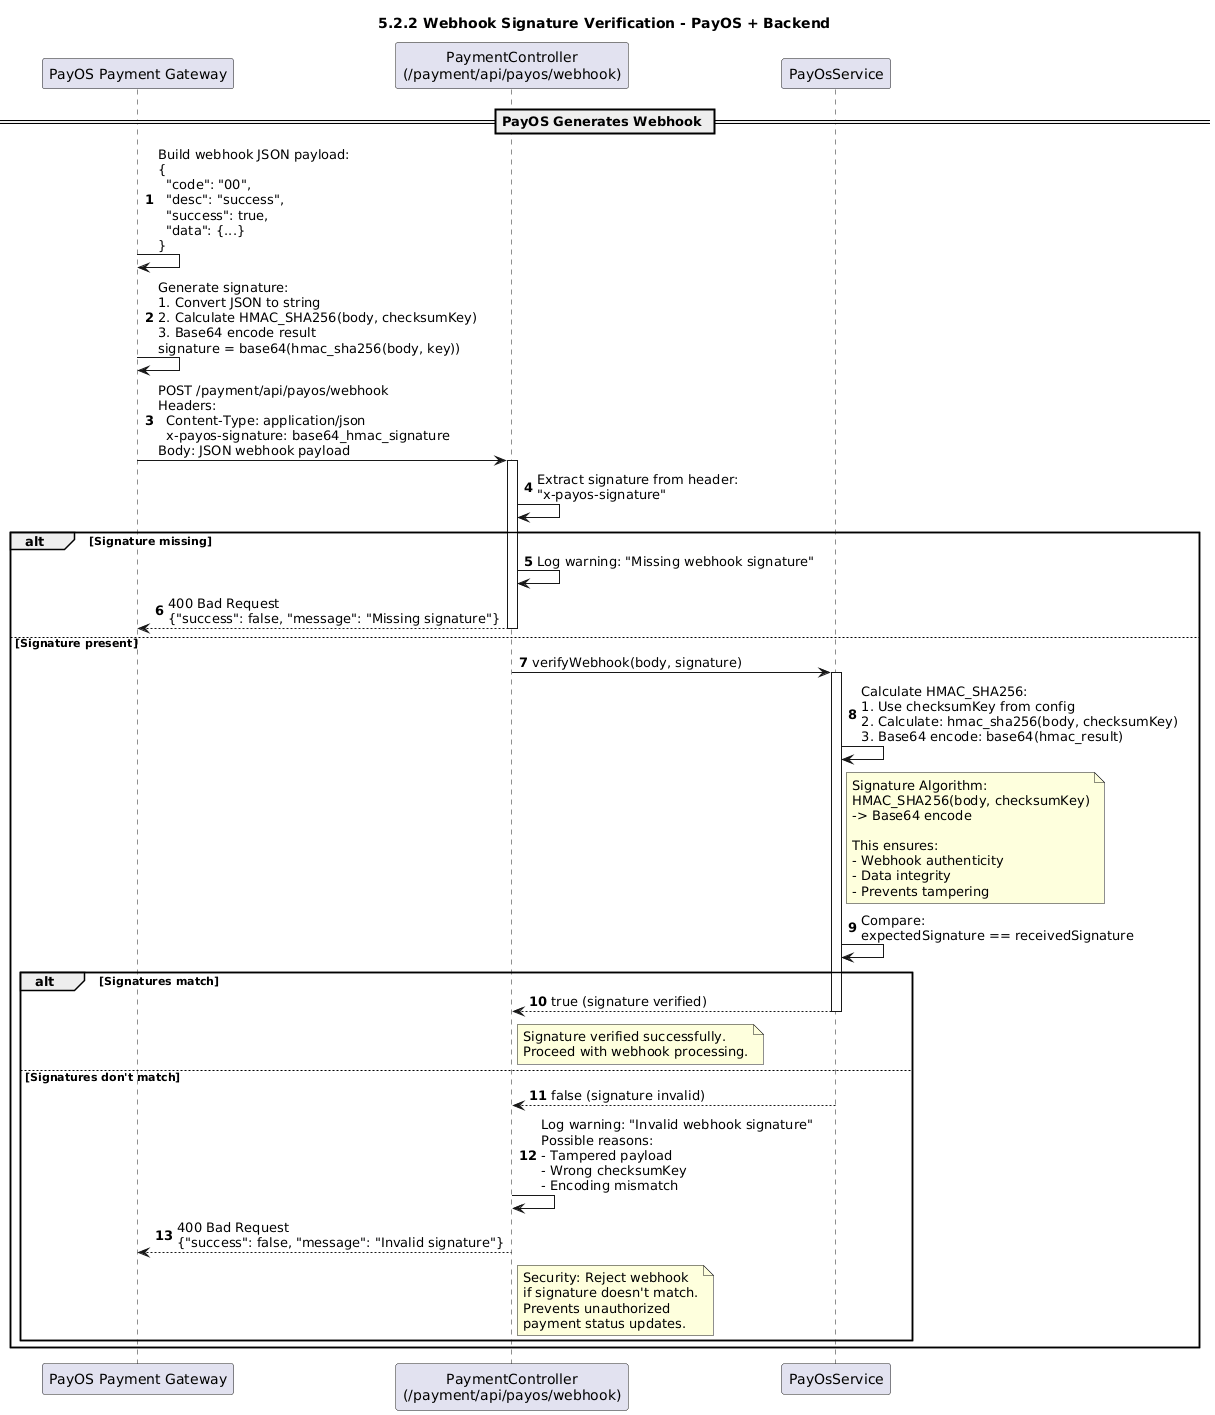 5.2.2 Webhook Signature Verification - PayOS + Backend
PayOS Payment Gateway
PaymentController
(/payment/api/payos/webhook)
PayOsService
PayOS Generates Webhook
1
Build webhook JSON payload:
{
"code": "00",
"desc": "success",
"success": true,
"data": {...}
}
2
Generate signature:
1. Convert JSON to string
2. Calculate HMAC_SHA256(body, checksumKey)
3. Base64 encode result
signature = base64(hmac_sha256(body, key))
3
POST /payment/api/payos/webhook
Headers:
Content-Type: application/json
x-payos-signature: base64_hmac_signature
Body: JSON webhook payload
4
Extract signature from header:
"x-payos-signature"
alt [Signature missing]
5 Log warning: "Missing webhook signature"
6
400 Bad Request
{"success": false, "message": "Missing signature"}
[Signature present]
7 verifyWebhook(body, signature)
8
Calculate HMAC_SHA256:
1. Use checksumKey from config
2. Calculate: hmac_sha256(body, checksumKey)
3. Base64 encode: base64(hmac_result)
Signature Algorithm:
HMAC_SHA256(body, checksumKey)
-> Base64 encode
This ensures:
- Webhook authenticity
- Data integrity
- Prevents tampering
9
Compare:
expectedSignature == receivedSignature
alt [Signatures match]
10 true (signature verified)
Signature verified successfully.
Proceed with webhook processing.
[Signatures don't match]
11 false (signature invalid)
12
Log warning: "Invalid webhook signature"
Possible reasons:
- Tampered payload
- Wrong checksumKey
- Encoding mismatch
13
400 Bad Request
{"success": false, "message": "Invalid signature"}
Security: Reject webhook
if signature doesn't match.
Prevents unauthorized
payment status updates.
PayOS Payment Gateway
PaymentController
(/payment/api/payos/webhook)
PayOsService